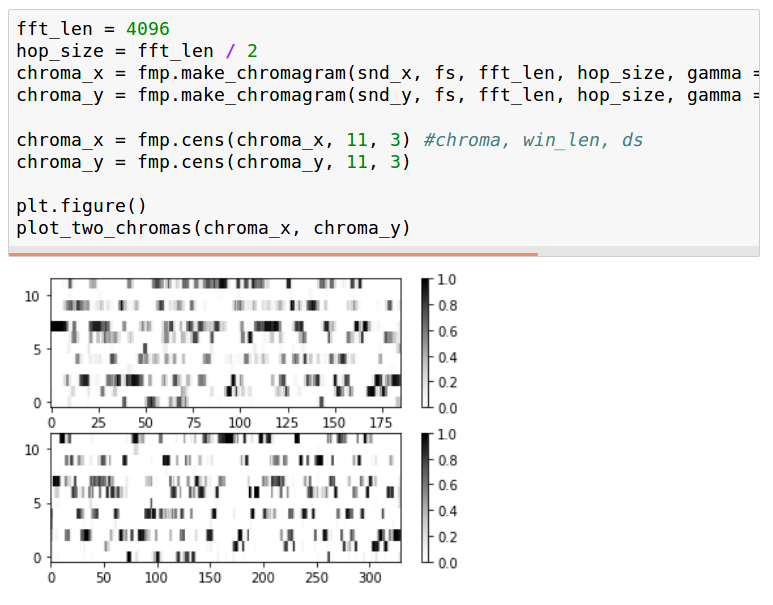 fft_len = 4096
hop_size = fft_len / 2
chroma_x = fmp.make_chromagram(snd_x, fs, fft_len, hop_size, gamma =
chroma_y = fmp.make_chromagram(snd_y, fs, fft_len, hop_size, gamma =
chroma_x = fmp.cens(chroma_x, 11, 3) #chroma, win_len, ds
chroma_y = fmp.cens(chroma_y, 11, 3)
plt.figure()
plot_two_chromas(chroma_x, chroma_y)
10
5
0
0 25 50 75 100 125 150 175
1.0
0.8
0.6
0.4
0.2
0.0
10
5
0
0 50 100 150 200 250 300
1.0
0.8
0.6
0.4
0.2
0.0